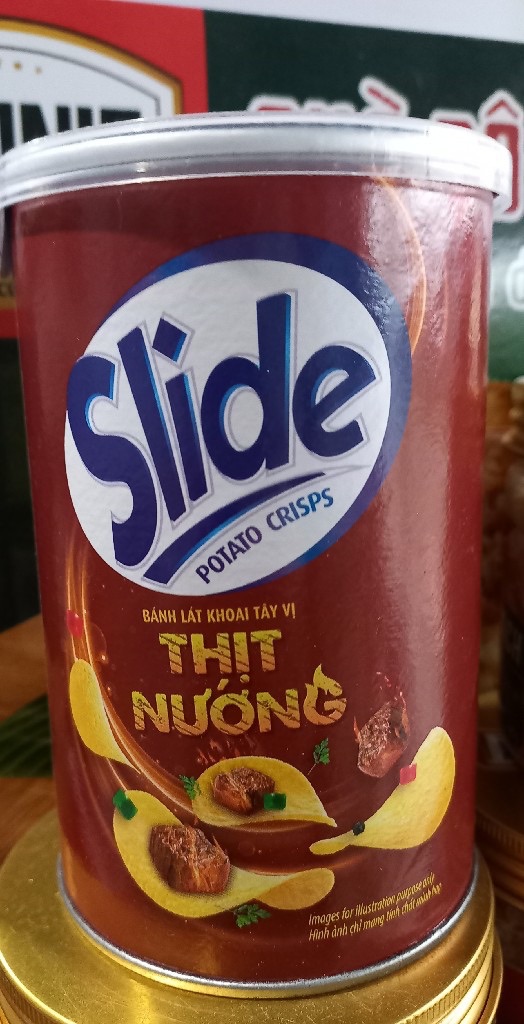 Slide
POTATO CRISPS
BÁNH LÁT KHOAI TÂY VỊ
THỊT
NƯỚNG
Images for illustration purpose only
Hình ảnh chỉ mang tính chất minh họa